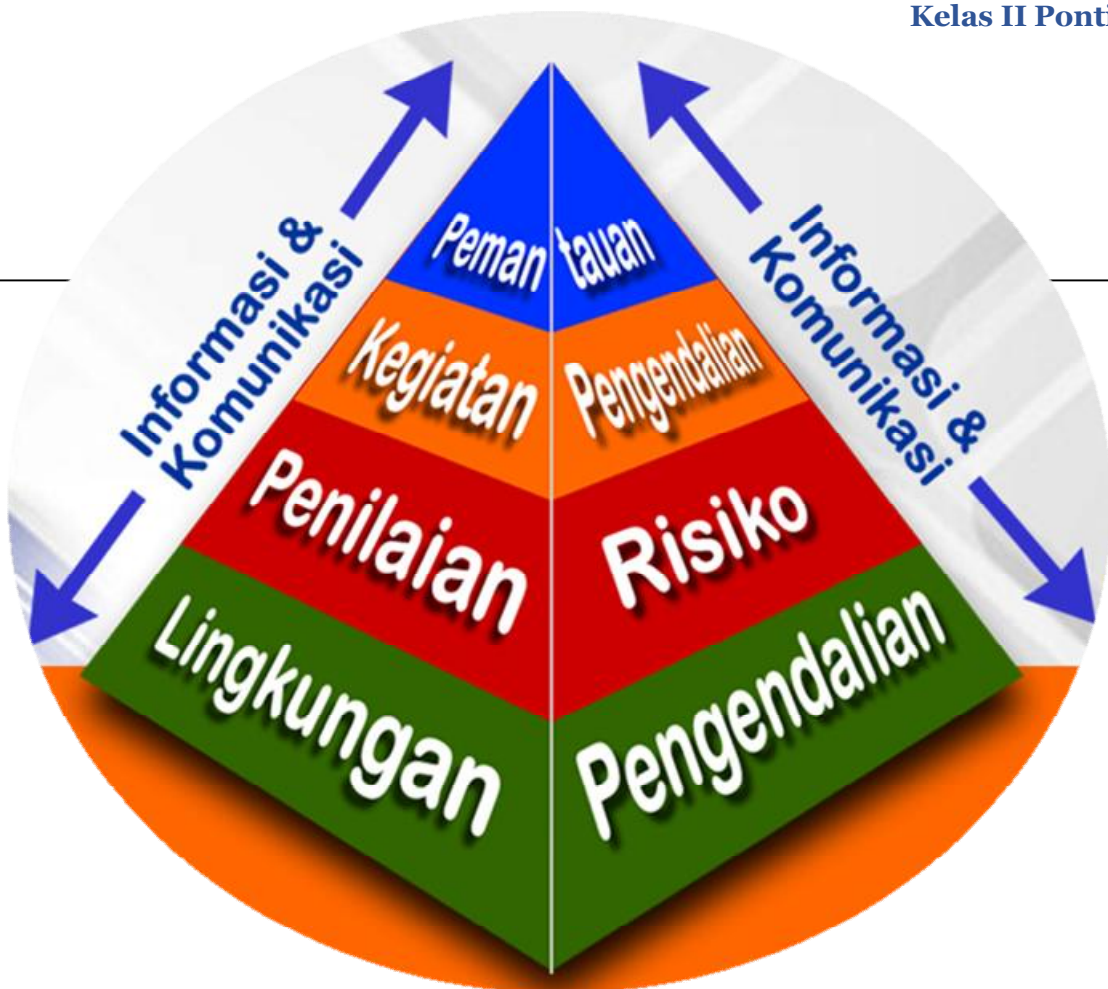 Kelas II Ponti
Informasi &
Komunikasi
Informasi &
Komunikasi
Peman tauan
Kegiatan Pengendalian
Penilaian Risiko
Lingkungan Pengendalian